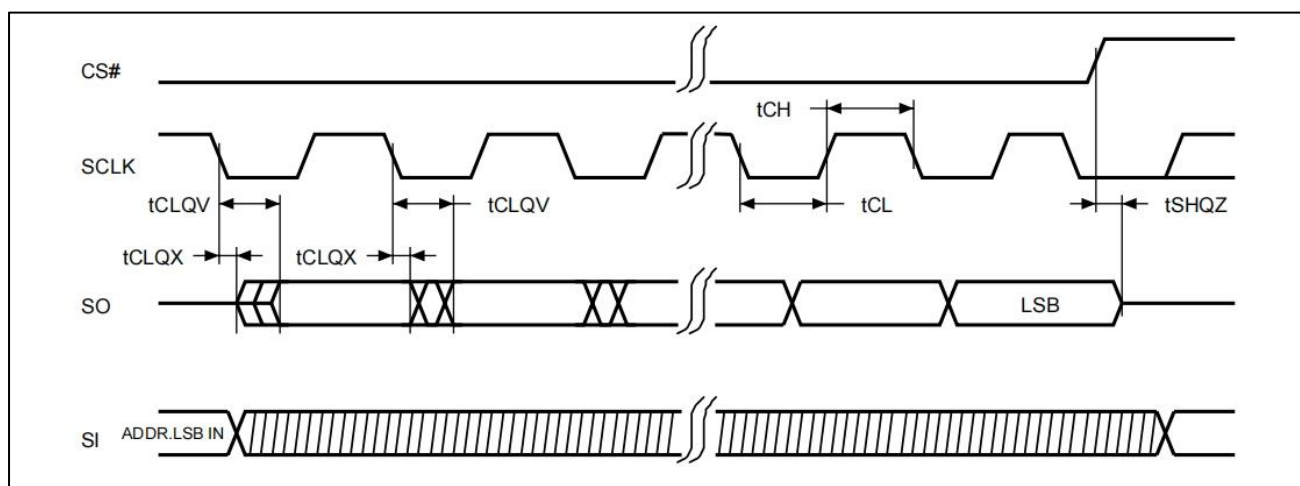 CS#
tCH
SCLK
tCLQV
tCLQV
tCL
tSHQZ
tCLQX
tCLQX
SO
LSB
SI
ADDR.LSB IN